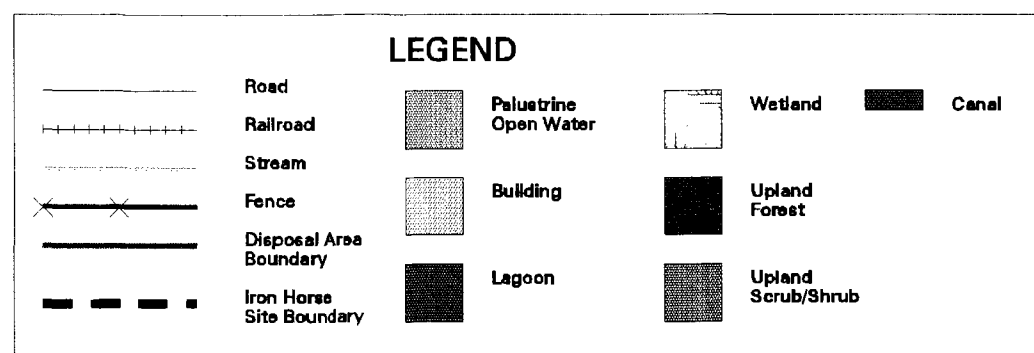 LEGEND
Road
Railroad
Stream
Fence
Disposal Area
Boundary
Iron Horse
Site Boundary
Palustrine
Open Water
Building
Lagoon
Wetland
Upland
Forest
Upland
Scrub/Shrub
Canal